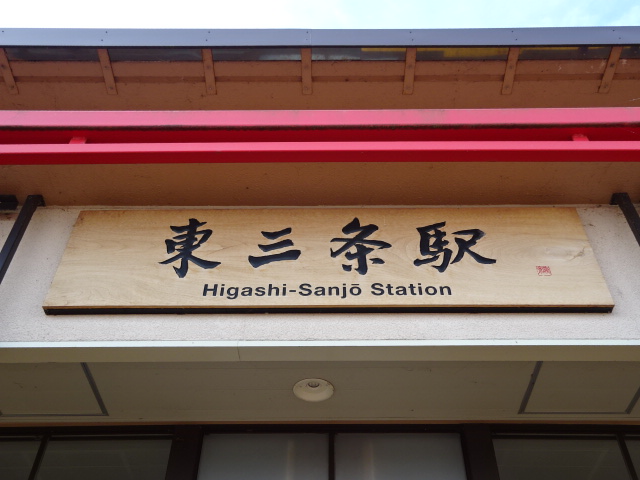 東三条駅
Higashi-Sanjō Station